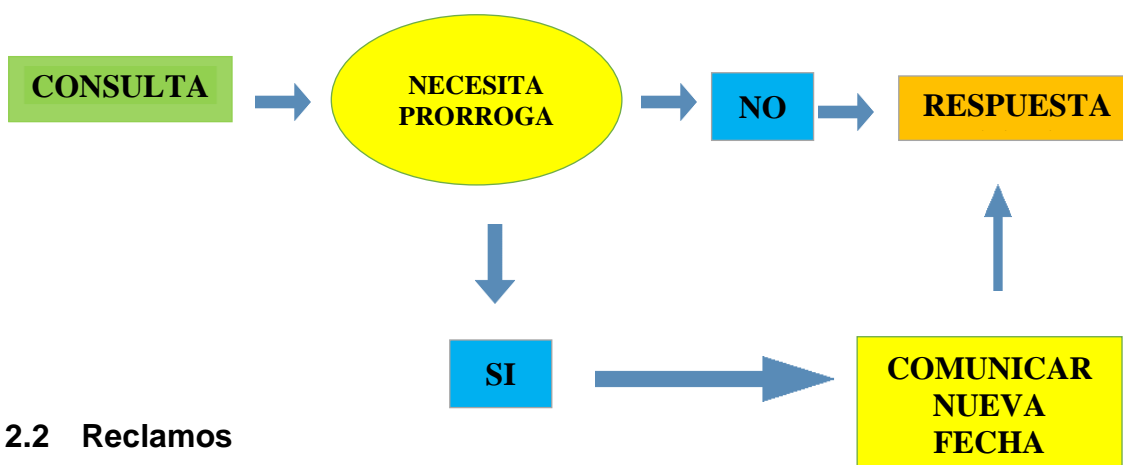 CONSULTA
NECESITA
PRORROGA
NO
RESPUESTA
SI
COMUNICAR
NUEVA
FECHA
2.2 Reclamos